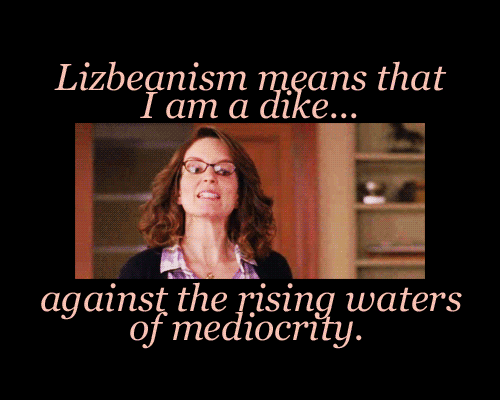 Lizbeanism means that
I am a dike...
against the rising waters
of mediocrity.